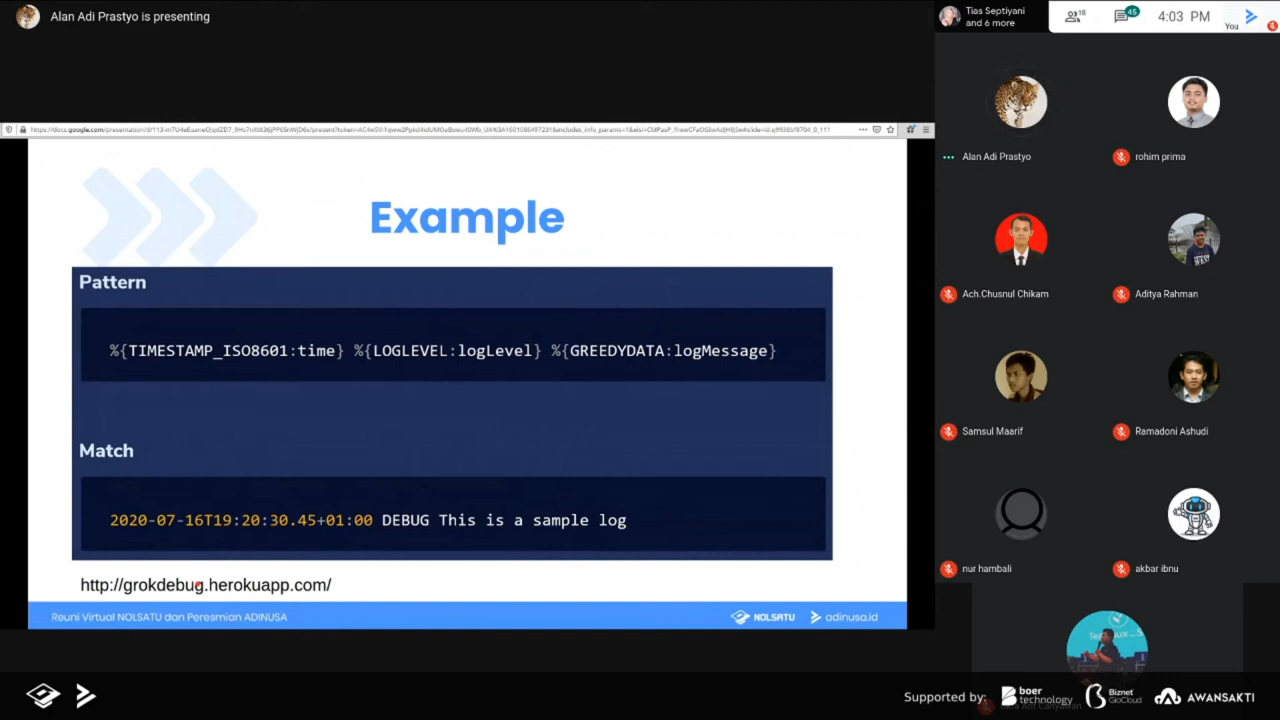 Alan Adi Prastyo is presenting
Tias Septiyani
and 6 more
18
45
4:03 PM
You
Example
Pattern
%{TIMESTAMP_ISO8601:time} %{LOGLEVEL:logLevel} %{GREEDYDATA:logMessage}
Match
2020-07-16T19:20:30.45+01:00 DEBUG This is a sample log
http://grokdebug.herokuapp.com/
Reuni Virtual NOLSATU dan Peresmian ADINUSA
NOLSATU
adinusa.id
Alan Adi Prastyo
rohim prima
Ach.Chusnul Chikam
Aditya Rahman
Samsul Maarif
Ramadoni Ashudi
nur hambali
akbar ibnu
Supported by:
boer
technology
Biznet
GioCloud
AWANSAKTI